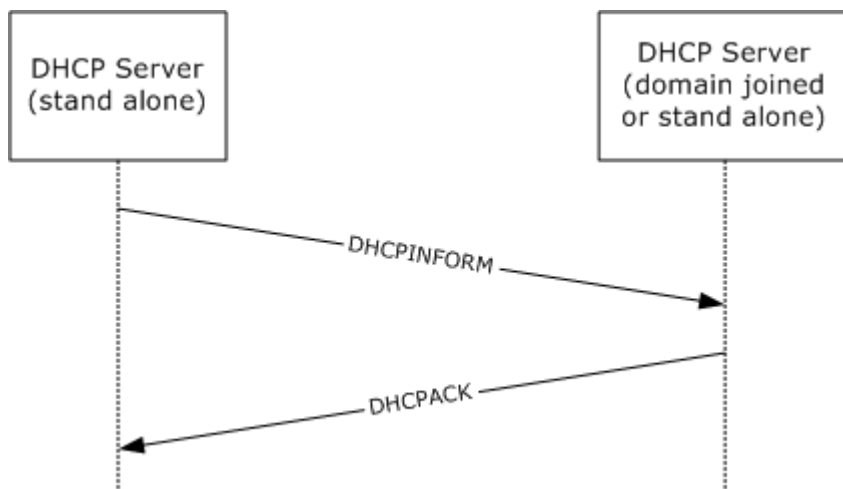 DHCP Server
(stand alone)
DHCP Server
(domain joined
or stand alone)
DHCPINFORM
DHCPACK